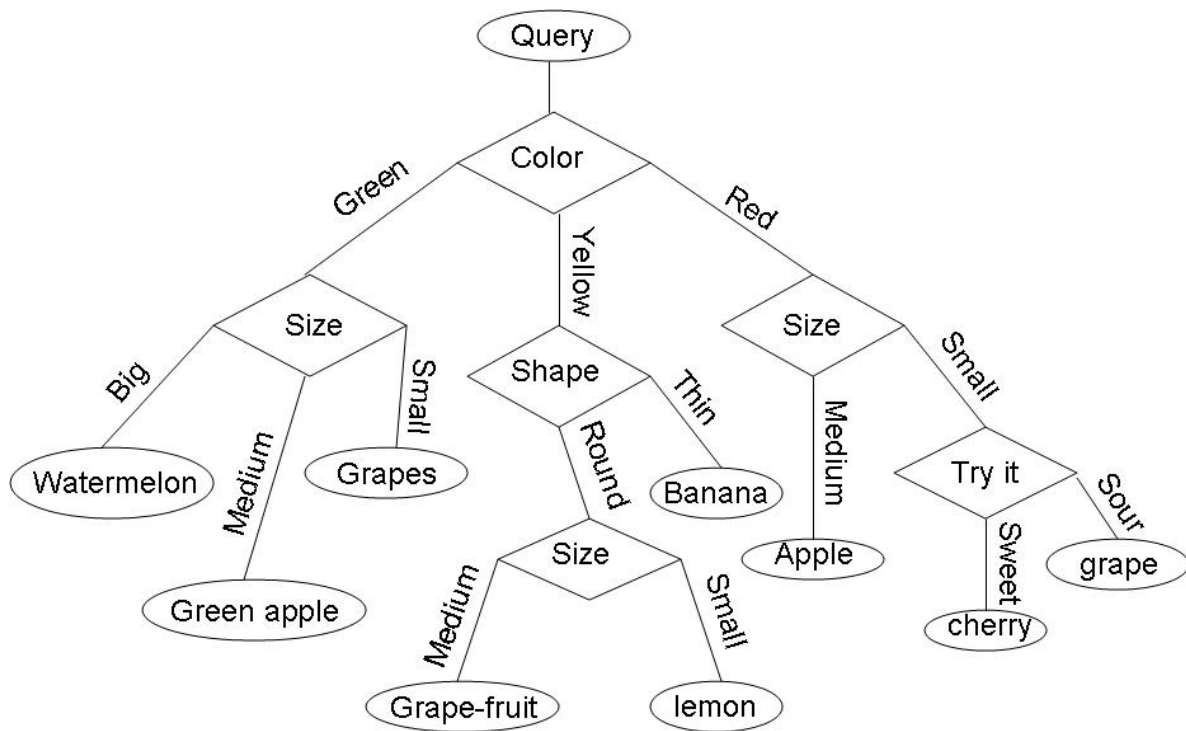 Query
Color
Green
Yellow
Red
Size
Shape
Size
Big
Medium
Small
Round
Thin
Medium
Small
Watermelon
Grapes
Banana
Try it
Green apple
Size
Apple
Sweet
Sour
grape
cherry
Medium
Small
Grape-fruit
lemon